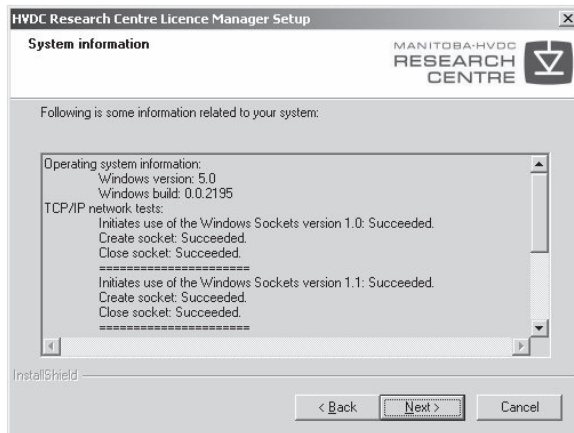 HVDC Research Centre Licence Manager Setup
System information
MANITOBA-HVDC
RESEARCH
CENTRE
Following is some information related to your system:
Operating system information:
Windows version: 5.0
Windows build: 0.0.2195
TCP/IP network tests:
Initiates use of the Windows Sockets version 1.0: Succeeded.
Create socket: Succeeded.
Close socket: Succeeded.
======================
Initiates use of the Windows Sockets version 1.1: Succeeded.
Create socket: Succeeded.
Close socket: Succeeded.
======================
InstallShield
< Back
Next >
Cancel